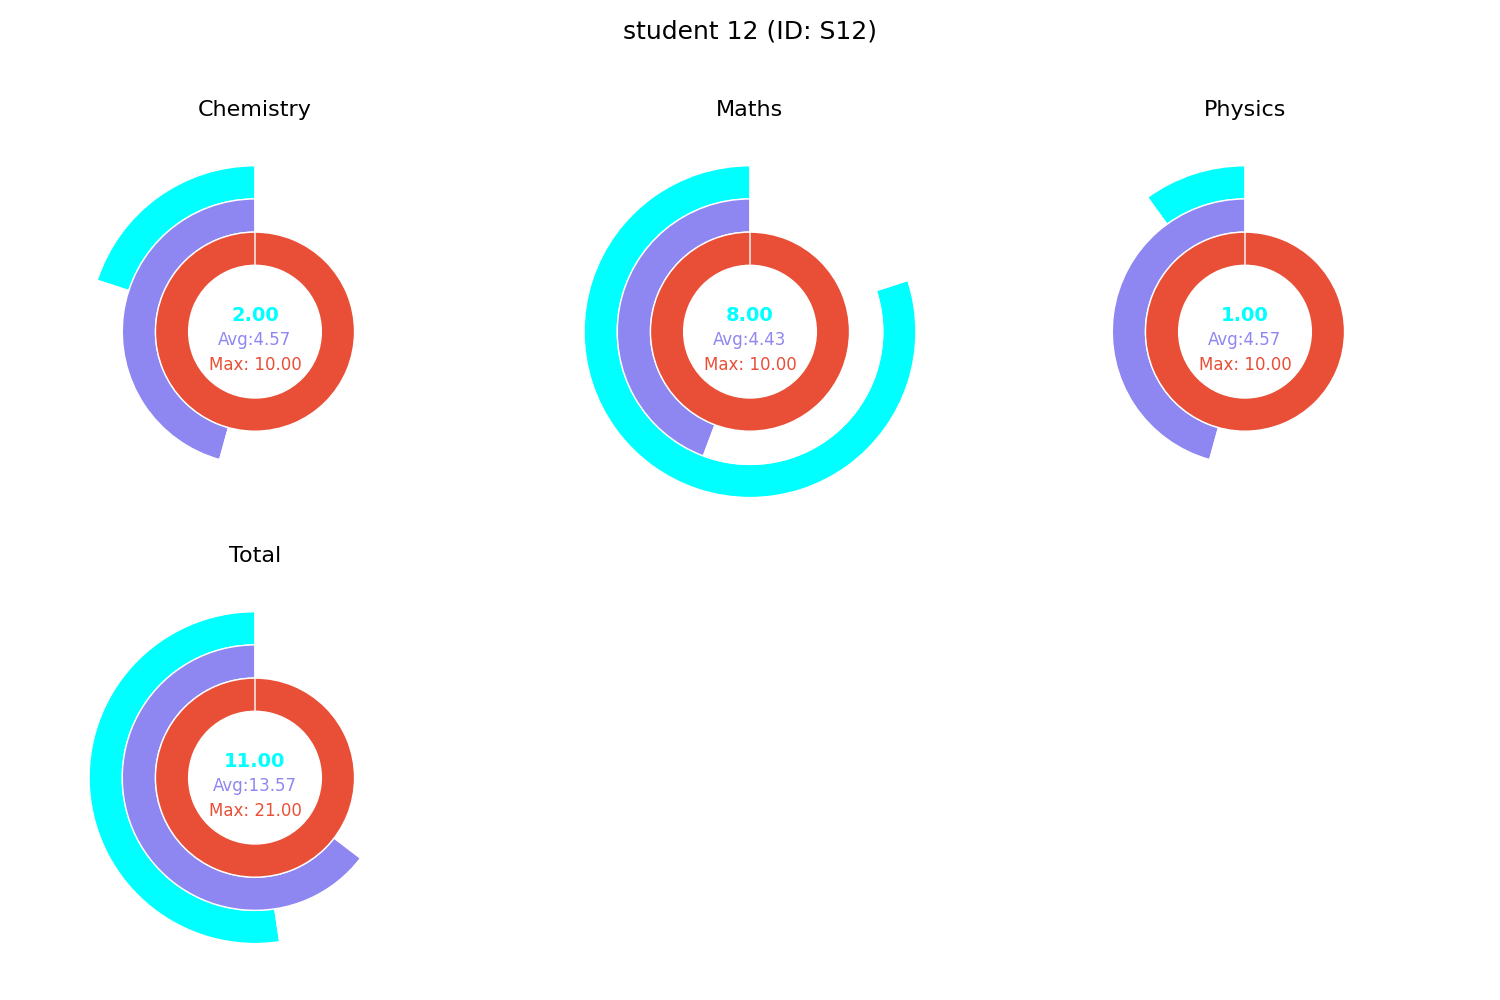 student 12 (ID: S12)
Chemistry
2.00
Avg:4.57
Max: 10.00
Maths
8.00
Avg:4.43
Max: 10.00
Physics
1.00
Avg:4.57
Max: 10.00
Total
11.00
Avg:13.57
Max: 21.00